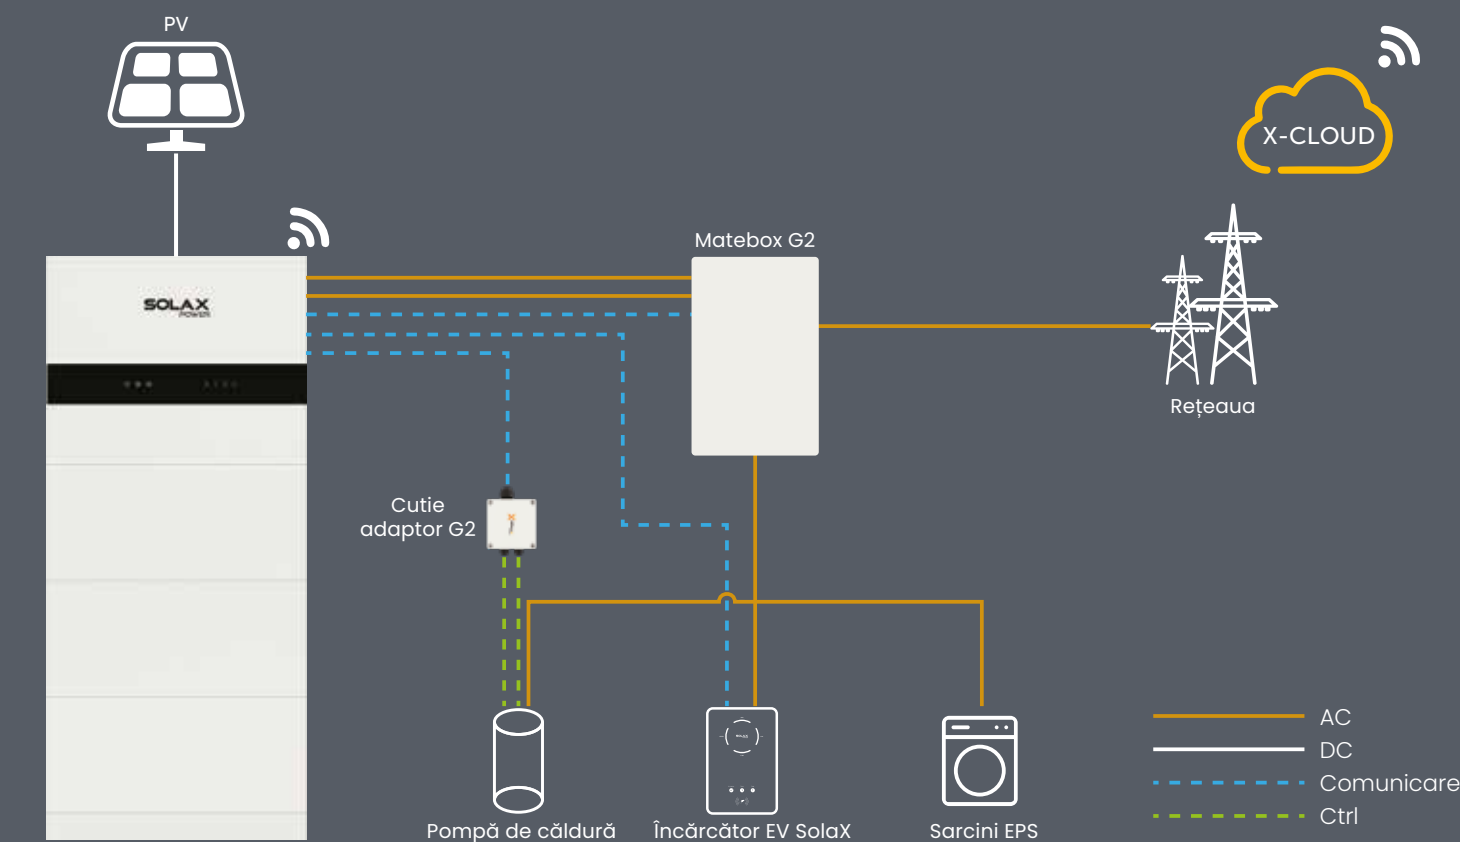 PV
X-CLOUD
Matebox G2
SOLAX
POWER
Rețeaua
Cutie
adaptor G2
AC
DC
Comunicare
Ctrl
Pompă de căldură
Încărcător EV SolaX
Sarcini EPS